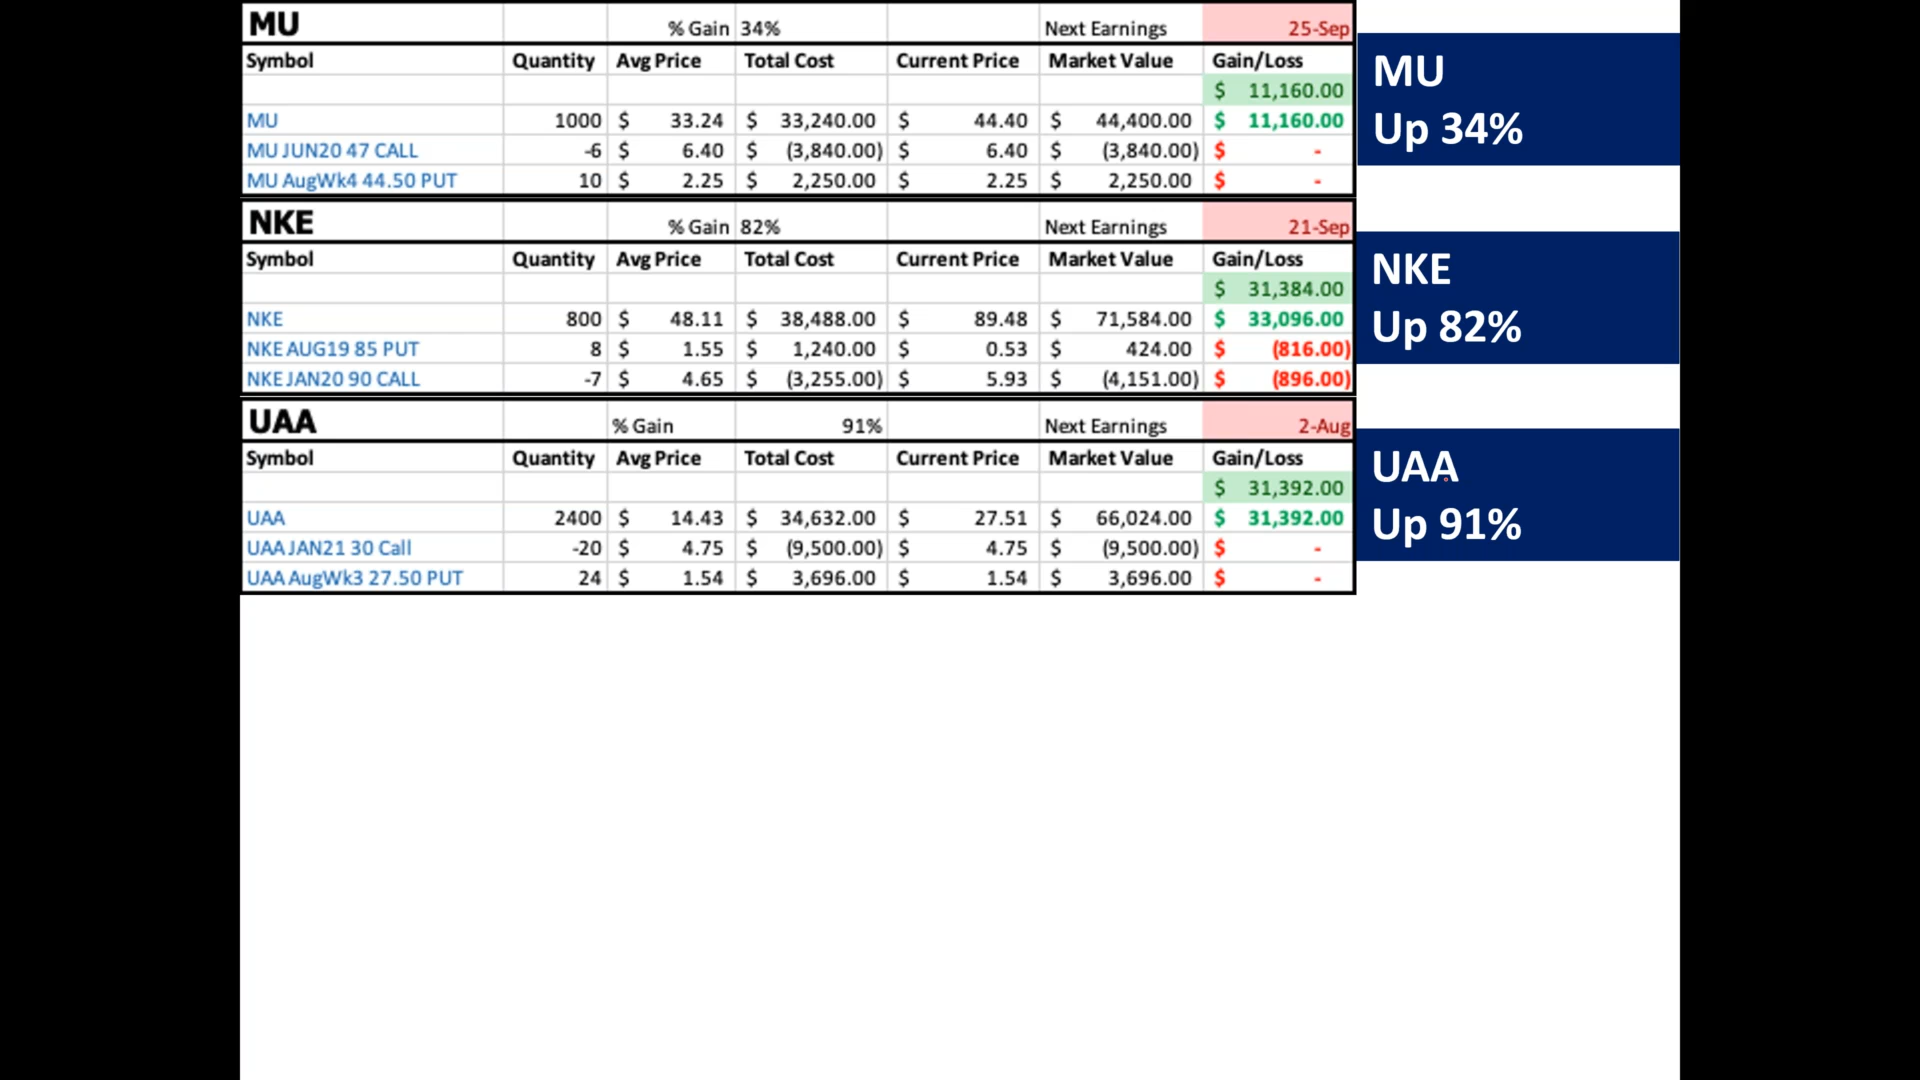 MU % Gain 34% Next Earnings 25-Sep
Symbol Quantity Avg Price Total Cost Current Price Market Value Gain/Loss
$ 11,160.00
MU 1000 $ 33.24 $ 33,240.00 $ 44.40 $ 44,400.00 $ 11,160.00
MU JUN20 47 CALL -6 $ 6.40 $ (3,840.00) $ 6.40 $ (3,840.00) $ -
MU AugWk4 44.50 PUT 10 $ 2.25 $ 2,250.00 $ 2.25 $ 2,250.00 $ -
MU
Up 34%
NKE % Gain 82% Next Earnings 21-Sep
Symbol Quantity Avg Price Total Cost Current Price Market Value Gain/Loss
$ 31,384.00
NKE 800 $ 48.11 $ 38,488.00 $ 89.48 $ 71,584.00 $ 33,096.00
NKE AUG19 85 PUT 8 $ 1.55 $ 1,240.00 $ 0.53 $ 424.00 $ (816.00)
NKE JAN20 90 CALL -7 $ 4.65 $ (3,255.00) $ 5.93 $ (4,151.00) $ (896.00)
NKE
Up 82%
UAA % Gain 91% Next Earnings 2-Aug
Symbol Quantity Avg Price Total Cost Current Price Market Value Gain/Loss
$ 31,392.00
UAA 2400 $ 14.43 $ 34,632.00 $ 27.51 $ 66,024.00 $ 31,392.00
UAA JAN21 30 Call -20 $ 4.75 $ (9,500.00) $ 4.75 $ (9,500.00) $ -
UAA AugWk3 27.50 PUT 24 $ 1.54 $ 3,696.00 $ 1.54 $ 3,696.00 $ -
UAA
Up 91%